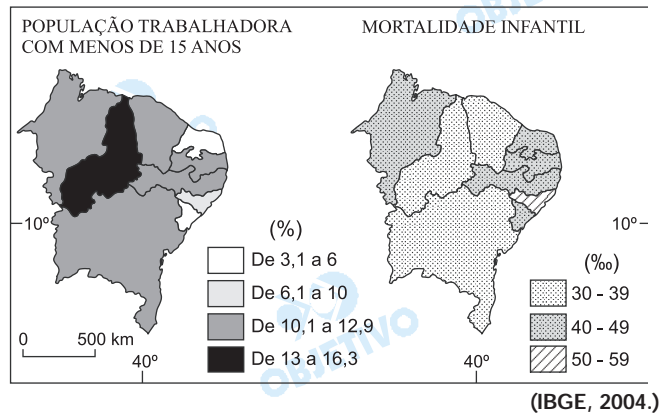 POPULAÇÃO TRABALHADORA
COM MENOS DE 15 ANOS
MORTALIDADE INFANTIL
10º
10º
(%)
De 3,1 a 6
De 6,1 a 10
De 10,1 a 12,9
De 13 a 16,3
0 500 km
40º
(‰)
30 - 39
40 - 49
50 - 59
40º
(IBGE, 2004.)
OBJETIVO
OBJETIVO